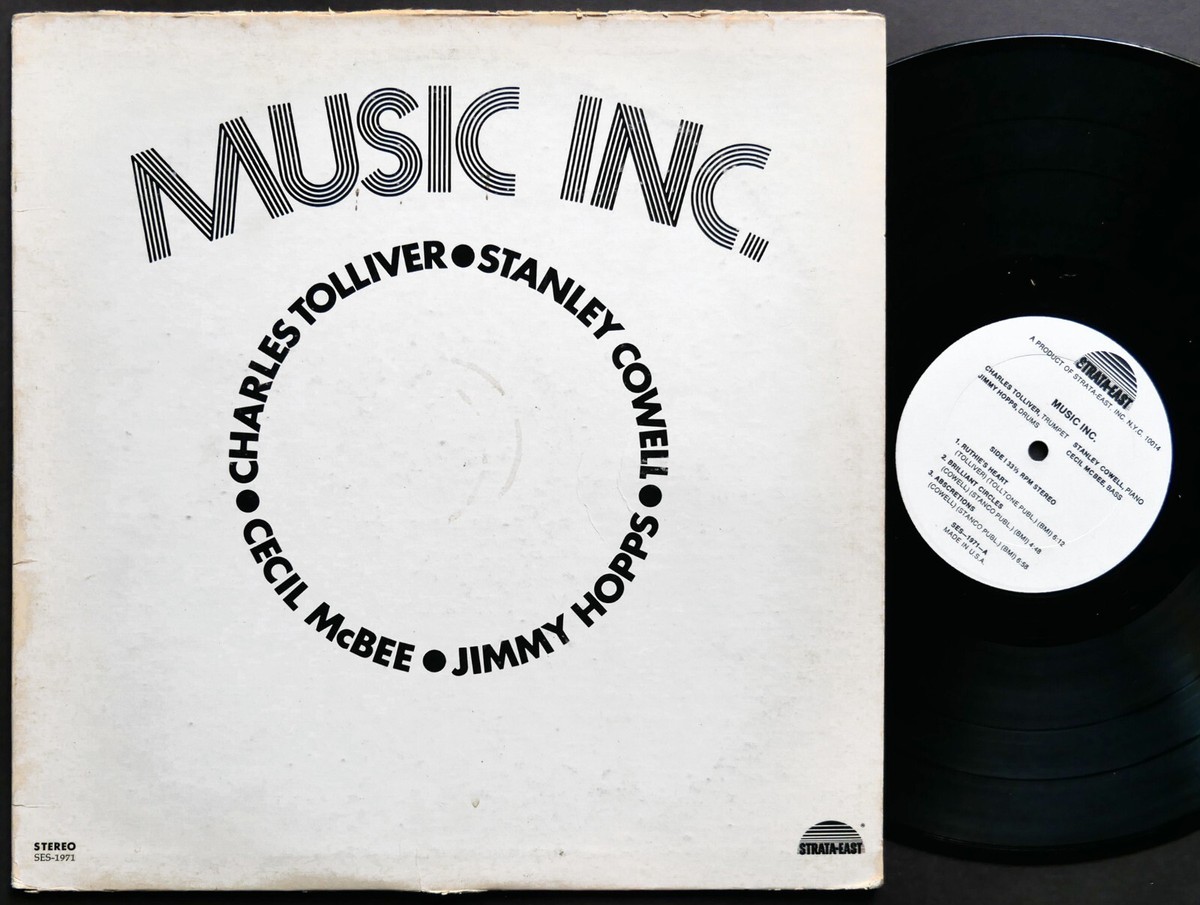 MUSIC INC.
CHARLES TOLLIVER ● STANLEY COWELL ● JIMMY HOPPS ● CECIL McBEE ●
STEREO
SES-1971
STRATA-EAST
STRATA-EAST
A PRODUCT OF STRATA-EAST, INC. N.Y.C. 10014
MUSIC INC.
CHARLES TOLLIVER, TRUMPET STANLEY COWELL, PIANO
JIMMY HOPPS, DRUMS CECIL MCBEE, BASS
SIDE I 33⅓ RPM STEREO
1. RUTHIE'S HEART
(TOLLIVER) (TOLLTONE PUBL.) (BMI) 6:12
2. BRILLIANT CIRCLES
(COWELL) (STANCO PUBL.) (BMI) 4:48
3. ABSCRETIONS
(COWELL) (STANCO PUBL.) (BMI) 6:58
SES-1971-A
MADE IN U.S.A.